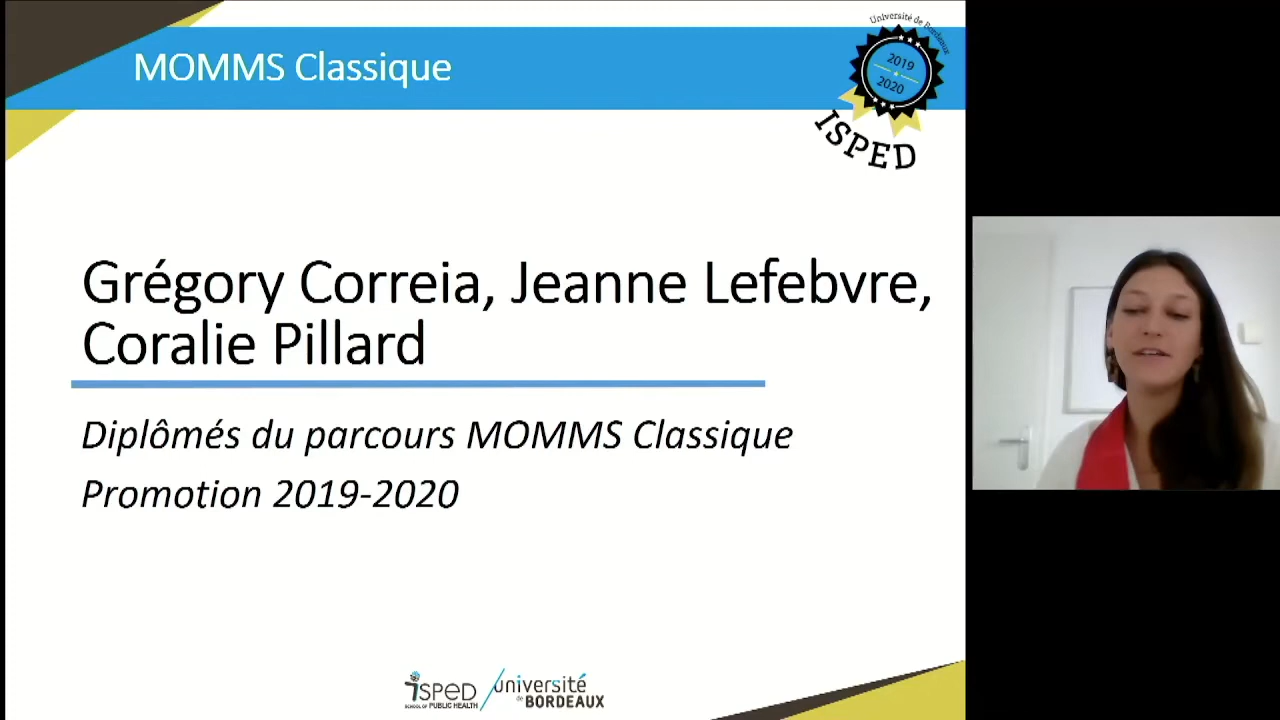 MOMMS Classique
Université de Bordeaux
2019
2020
ISPED
Grégory Correia, Jeanne Lefebvre,
Coralie Pillard
Diplômés du parcours MOMMS Classique
Promotion 2019-2020
isped
SCHOOL OF PUBLIC HEALTH
université
de BORDEAUX